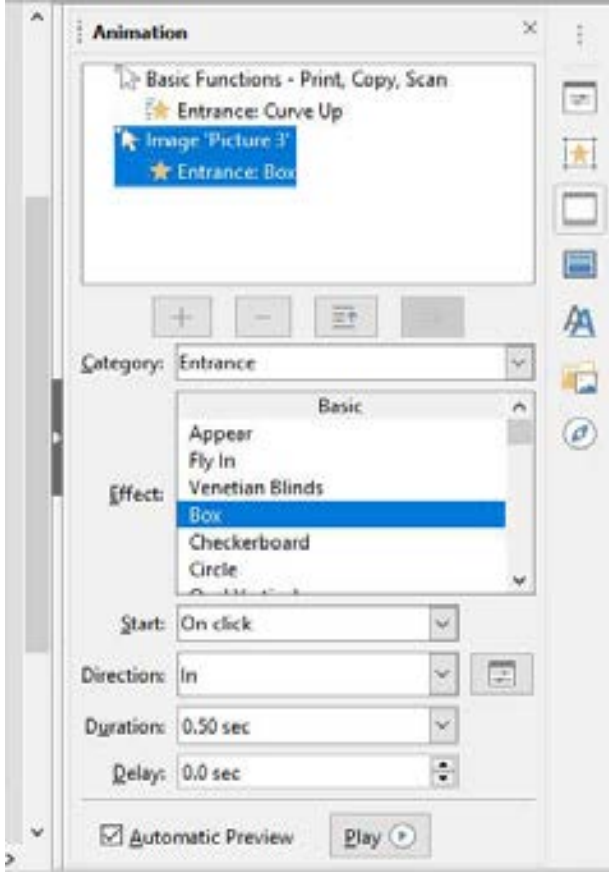 Animation
Basic Functions - Print, Copy, Scan
Entrance: Curve Up
Image 'Picture 3'
Entrance: Box
Category: Entrance
Basic
Appear
Fly In
Venetian Blinds
Effect:
Box
Checkerboard
Circle
Start: On click
Direction: In
Duration: 0.50 sec
Delay: 0.0 sec
Automatic Preview Play